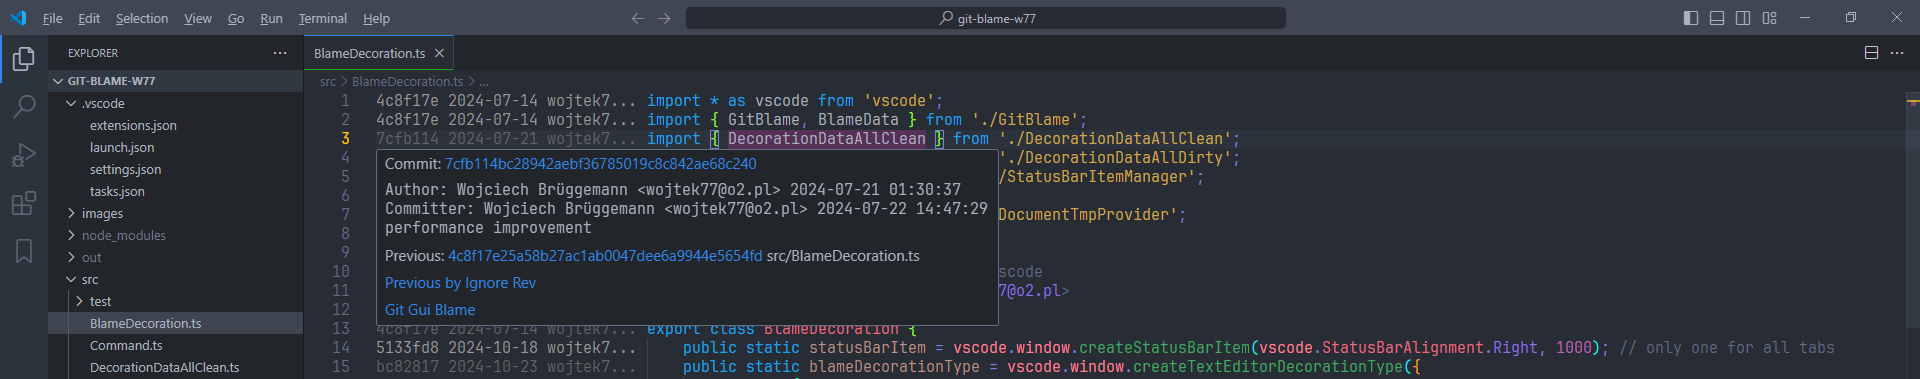 File Edit Selection View Go Run Terminal Help
git-blame-w77
EXPLORER
GIT-BLAME-W77
.vscode
extensions.json
launch.json
settings.json
tasks.json
images
node_modules
out
src
test
BlameDecoration.ts
Command.ts
DecorationDataAllClean.ts
BlameDecoration.ts
src > BlameDecoration.ts > ...
1 4c8f17e 2024-07-14 wojtek7... import * as vscode from 'vscode';
2 4c8f17e 2024-07-14 wojtek7... import { GitBlame, BlameData } from './GitBlame';
3 7cfb114 2024-07-21 wojtek7... import { DecorationDataAllClean } from './DecorationDataAllClean';
4 './DecorationDataAllDirty';
5 /StatusBarItemManager';
6
7 DocumentTmpProvider';
8
9
10 scode
11 7@o2.pl>
12
Commit: 7cfb114bc28942aebf36785019c8c842ae68c240
Author: Wojciech Brüggemann <wojtek77@o2.pl> 2024-07-21 01:30:37
Committer: Wojciech Brüggemann <wojtek77@o2.pl> 2024-07-22 14:47:29
performance improvement
Previous: 4c8f17e25a58b27ac1ab0047dee6a9944e5654fd src/BlameDecoration.ts
Previous by Ignore Rev
Git Gui Blame
13 4c8f17e 2024-07-14 wojtek7... export class BlameDecoration {
14 5133fd8 2024-10-18 wojtek7... public static statusBarItem = vscode.window.createStatusBarItem(vscode.StatusBarAlignment.Right, 1000); // only one for all tabs
15 bc82817 2024-10-23 wojtek7... public static blameDecorationType = vscode.window.createTextEditorDecorationType({